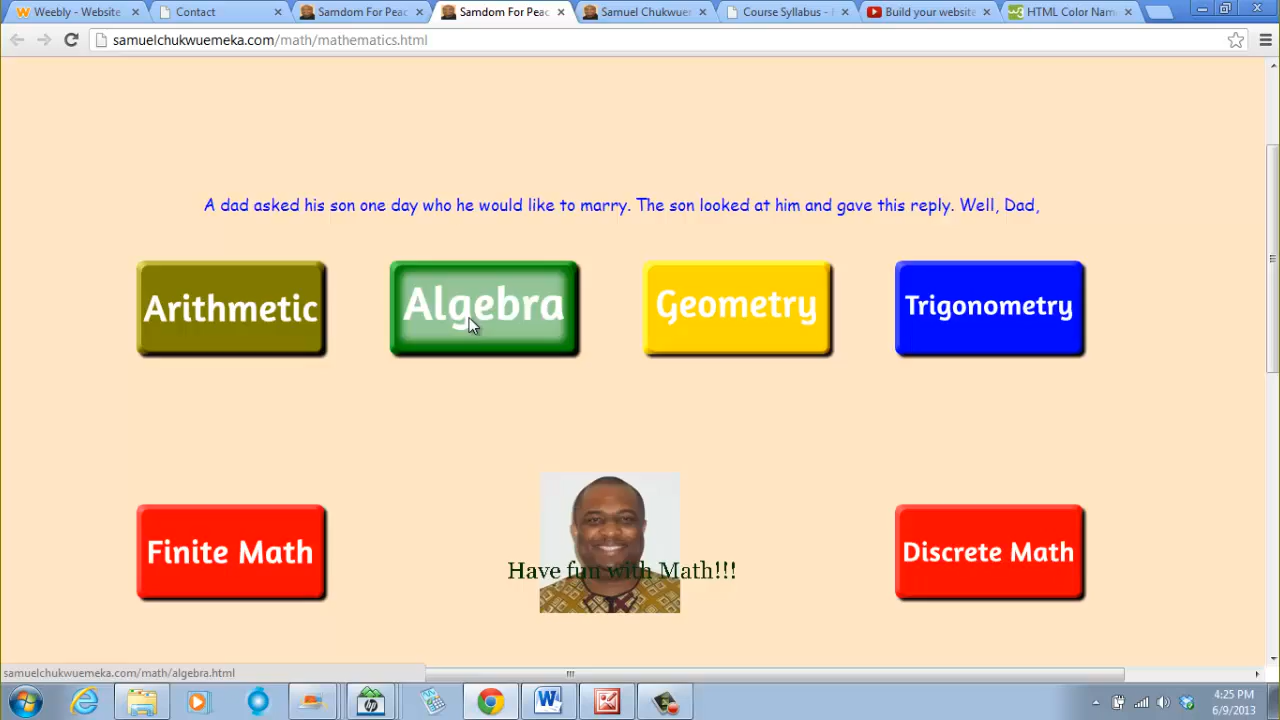 Weebly - Website
Contact
Samdom For Peac
Samdom For Peac
Samuel Chukwuem
Course Syllabus -
Build your website
HTML Color Nam
samuelchukwuemeka.com/math/mathematics.html
A dad asked his son one day who he would like to marry. The son looked at him and gave this reply. Well, Dad,
Arithmetic
Algebra
Geometry
Trigonometry
Finite Math
Have fun with Math!!!
Discrete Math
samuelchukwuemeka.com/math/algebra.html
4:25 PM
6/9/2013